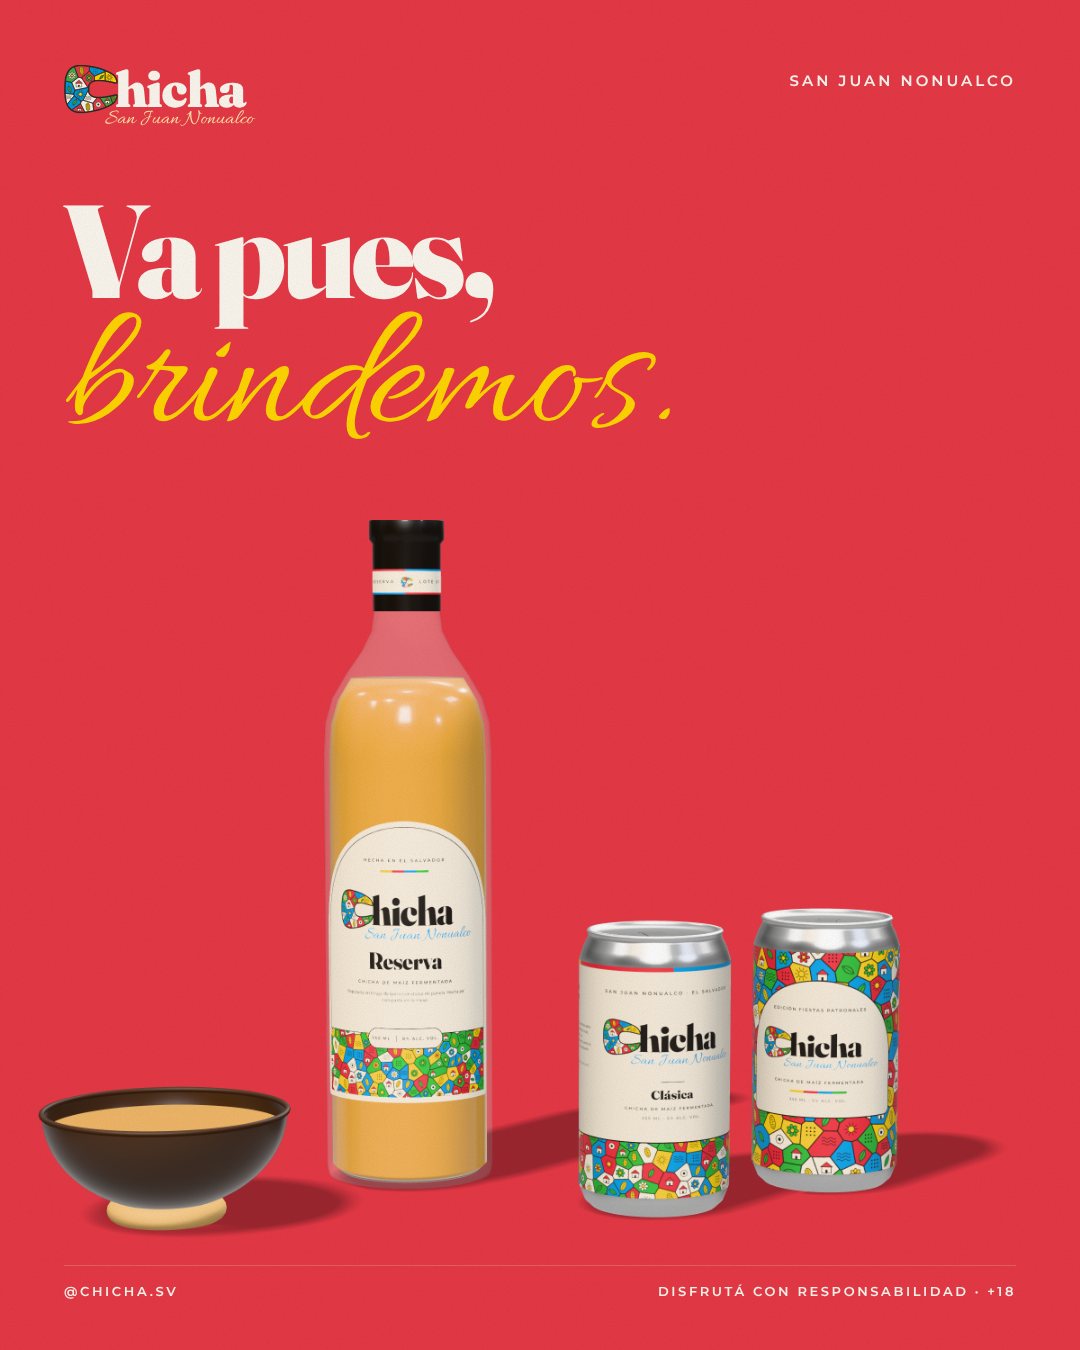 Chicha
San Juan Nonualco
SAN JUAN NONUALCO
Va pues,
brindemos.
HECHA EN EL SALVADOR
Chicha
San Juan Nonualco
Reserva
CHICHA DE MAÍZ FERMENTADA
SAN JUAN NONUALCO · EL SALVADOR
Chicha
San Juan Nonualco
Clásica
CHICHA DE MAÍZ FERMENTADA
EDICIÓN FIESTAS PATRONALES
Chicha
San Juan Nonualco
CHICHA DE MAÍZ FERMENTADA
@CHICHA.SV
DISFRUTÁ CON RESPONSABILIDAD · +18